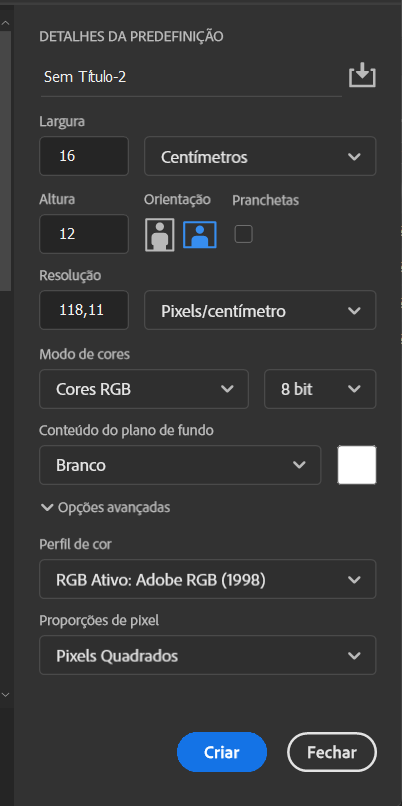 DETALHES DA PREDEFINIÇÃO
Sem Título-2
Largura
16 Centímetros
Altura Orientação Pranchetas
12
Resolução
118,11 Pixels/centímetro
Modo de cores
Cores RGB 8 bit
Conteúdo do plano de fundo
Branco
Opções avançadas
Perfil de cor
RGB Ativo: Adobe RGB (1998)
Proporções de pixel
Pixels Quadrados
Criar Fechar